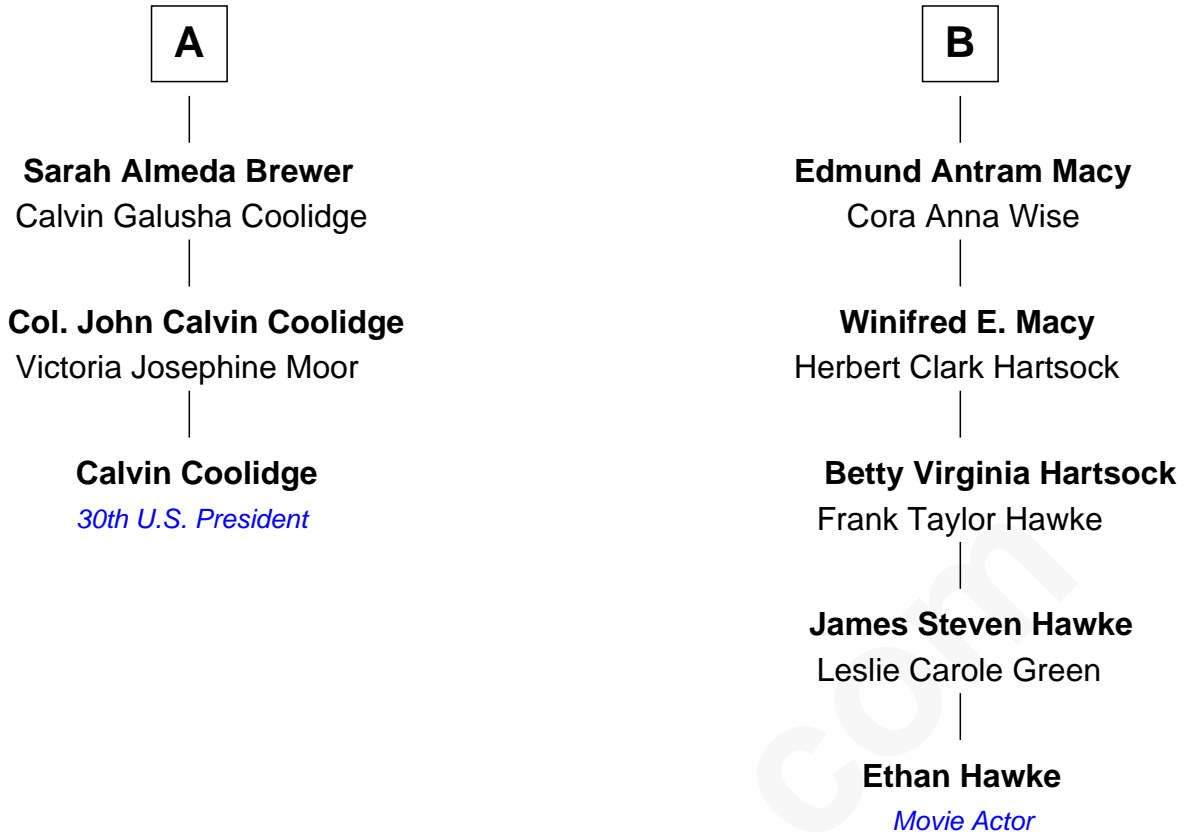 A
Sarah Almeda Brewer
Calvin Galusha Coolidge
Col. John Calvin Coolidge
Victoria Josephine Moor
Calvin Coolidge
30th U.S. President
B
Edmund Antram Macy
Cora Anna Wise
Winifred E. Macy
Herbert Clark Hartsock
Betty Virginia Hartsock
Frank Taylor Hawke
James Steven Hawke
Leslie Carole Green
Ethan Hawke
Movie Actor
com